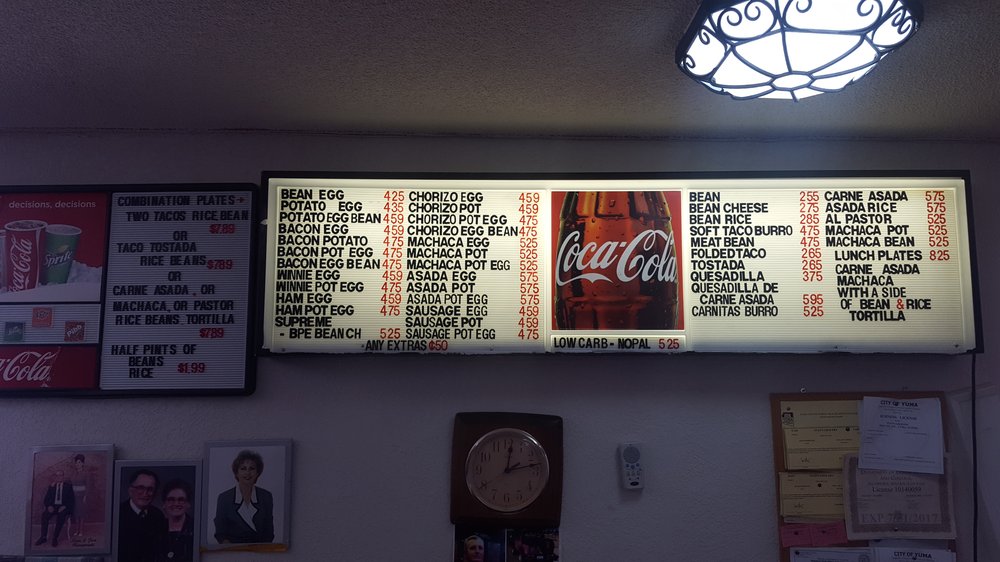 decisions, decisions
Coca-Cola
Sprite
Pibb
Coca-Cola
COMBINATION PLATES→
TWO TACOS RICE,BEAN
$7.89
OR
TACO TOSTADA
RICE BEANS $789
OR
CARNE ASADA , OR
MACHACA, OR PASTOR
RICE BEANS TORTILLA
$7.89
HALF PINTS OF
BEANS
RICE $1.99
BEAN EGG 425
POTATO EGG 435
POTATO EGG BEAN 459
BACON EGG 459
BACON POTATO 475
BACON POT EGG 475
BACON EGG BEAN 475
WINNIE EGG 459
WINNIE POT EGG 475
HAM EGG 459
HAM POT EGG 475
SUPREME
- BPE BEAN CH 525
CHORIZO EGG 459
CHORIZO POT 459
CHORIZO POT EGG 475
CHORIZO EGG BEAN 475
MACHACA EGG 525
MACHACA POT 525
MACHACA POT EGG 525
ASADA EGG 575
ASADA POT 575
ASADA POT EGG 575
SAUSAGE EGG 459
SAUSAGE POT 459
SAUSAGE POT EGG 475
ANY EXTRAS ¢50
Coca-Cola
LOW CARB - NOPAL 525
BEAN 255
BEAN CHEESE 275
BEAN RICE 285
SOFT TACO BURRO 475
MEAT BEAN 475
FOLDED TACO 265
TOSTADA 265
QUESADILLA 375
QUESADILLA DE
CARNE ASADA 595
CARNITAS BURRO 525
CARNE ASADA 575
ASADA RICE 575
AL PASTOR 525
MACHACA POT 525
MACHACA BEAN 525
LUNCH PLATES 825
CARNE ASADA
MACHACA
WITH A SIDE
OF BEAN & RICE
TORTILLA
CITY OF YUMA
BUSINESS LICENSE
License 10140059
EXP 7/31/2017
CITY OF YUMA